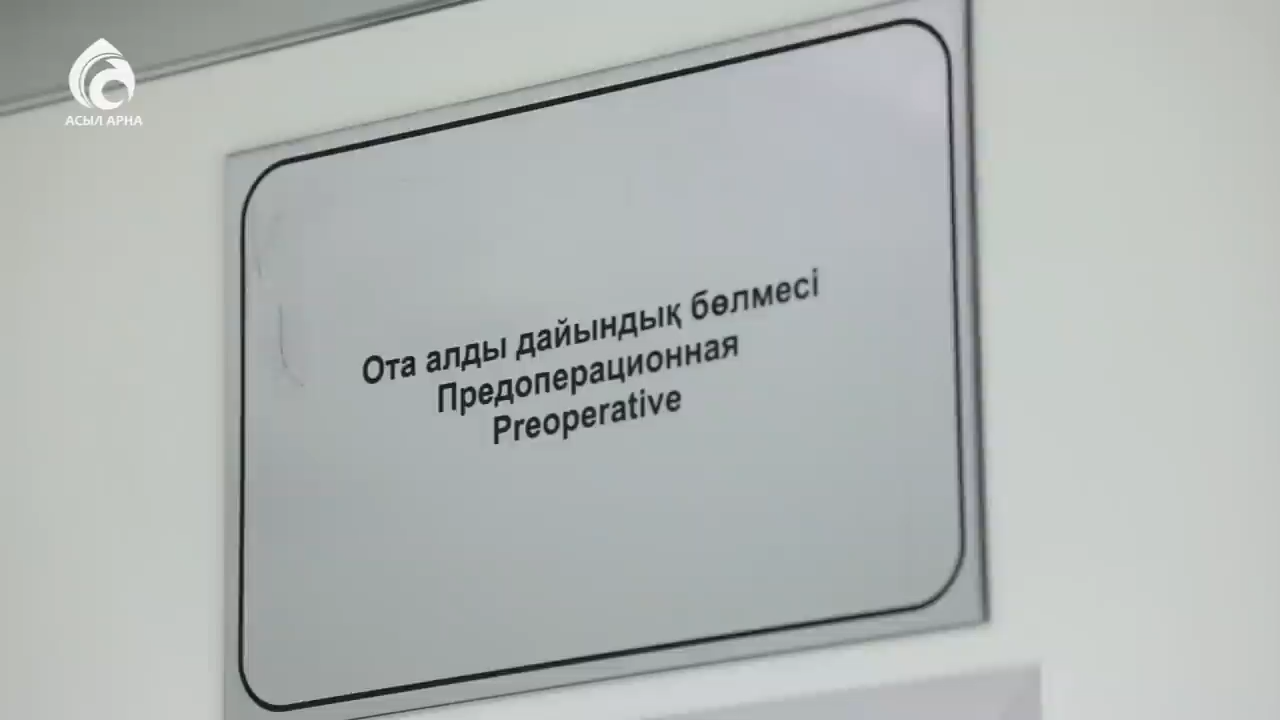 АСЫЛ АРНА
Ота алды дайындық бөлмесі
Предоперационная
Preoperative